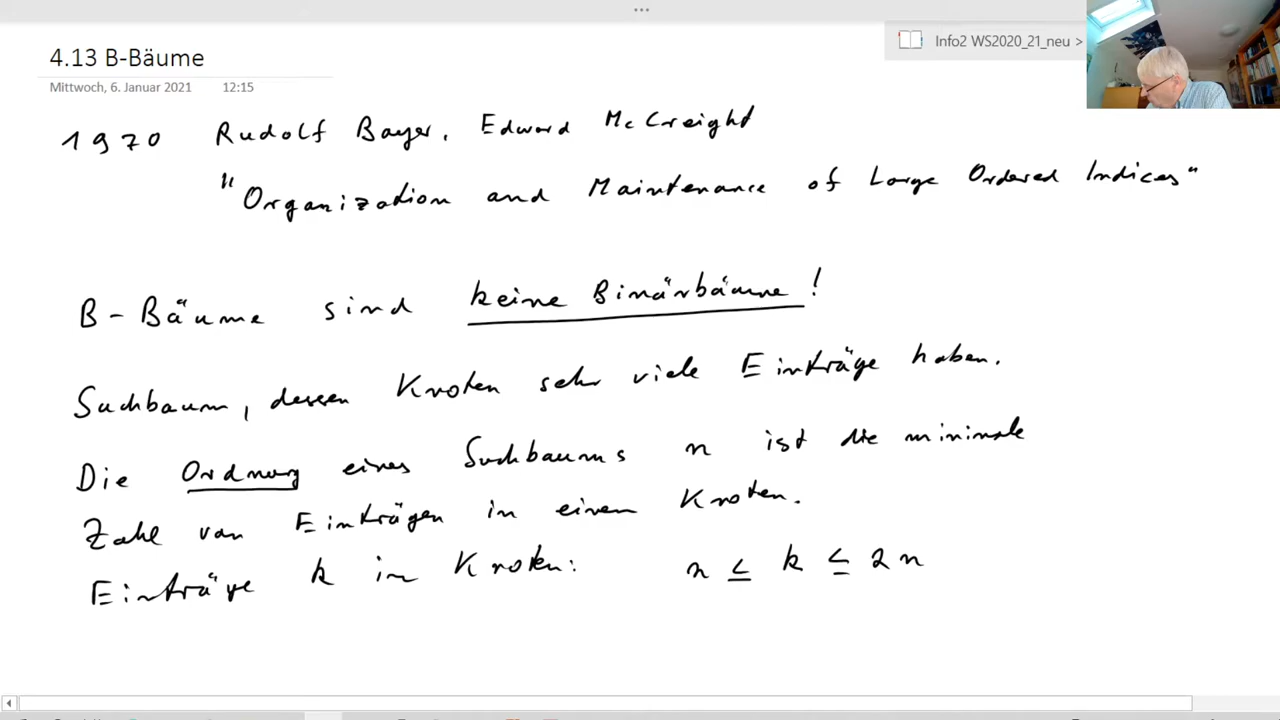 ...
Info2 WS2020_21_neu >
4.13 B-Bäume
Mittwoch, 6. Januar 2021 12:15
1970 Rudolf Bayer, Edward McCreight
"Organization and Maintenance of Large Ordered Indices"
B-Bäume sind keine Binärbäume!
Suchbaum, dessen Knoten sehr viele Einträge haben.
Die Ordnung eines Suchbaums n ist die minimale
Zahl von Einträgen in einem Knoten.
Einträge k in Knoten: n ≤ k ≤ 2n